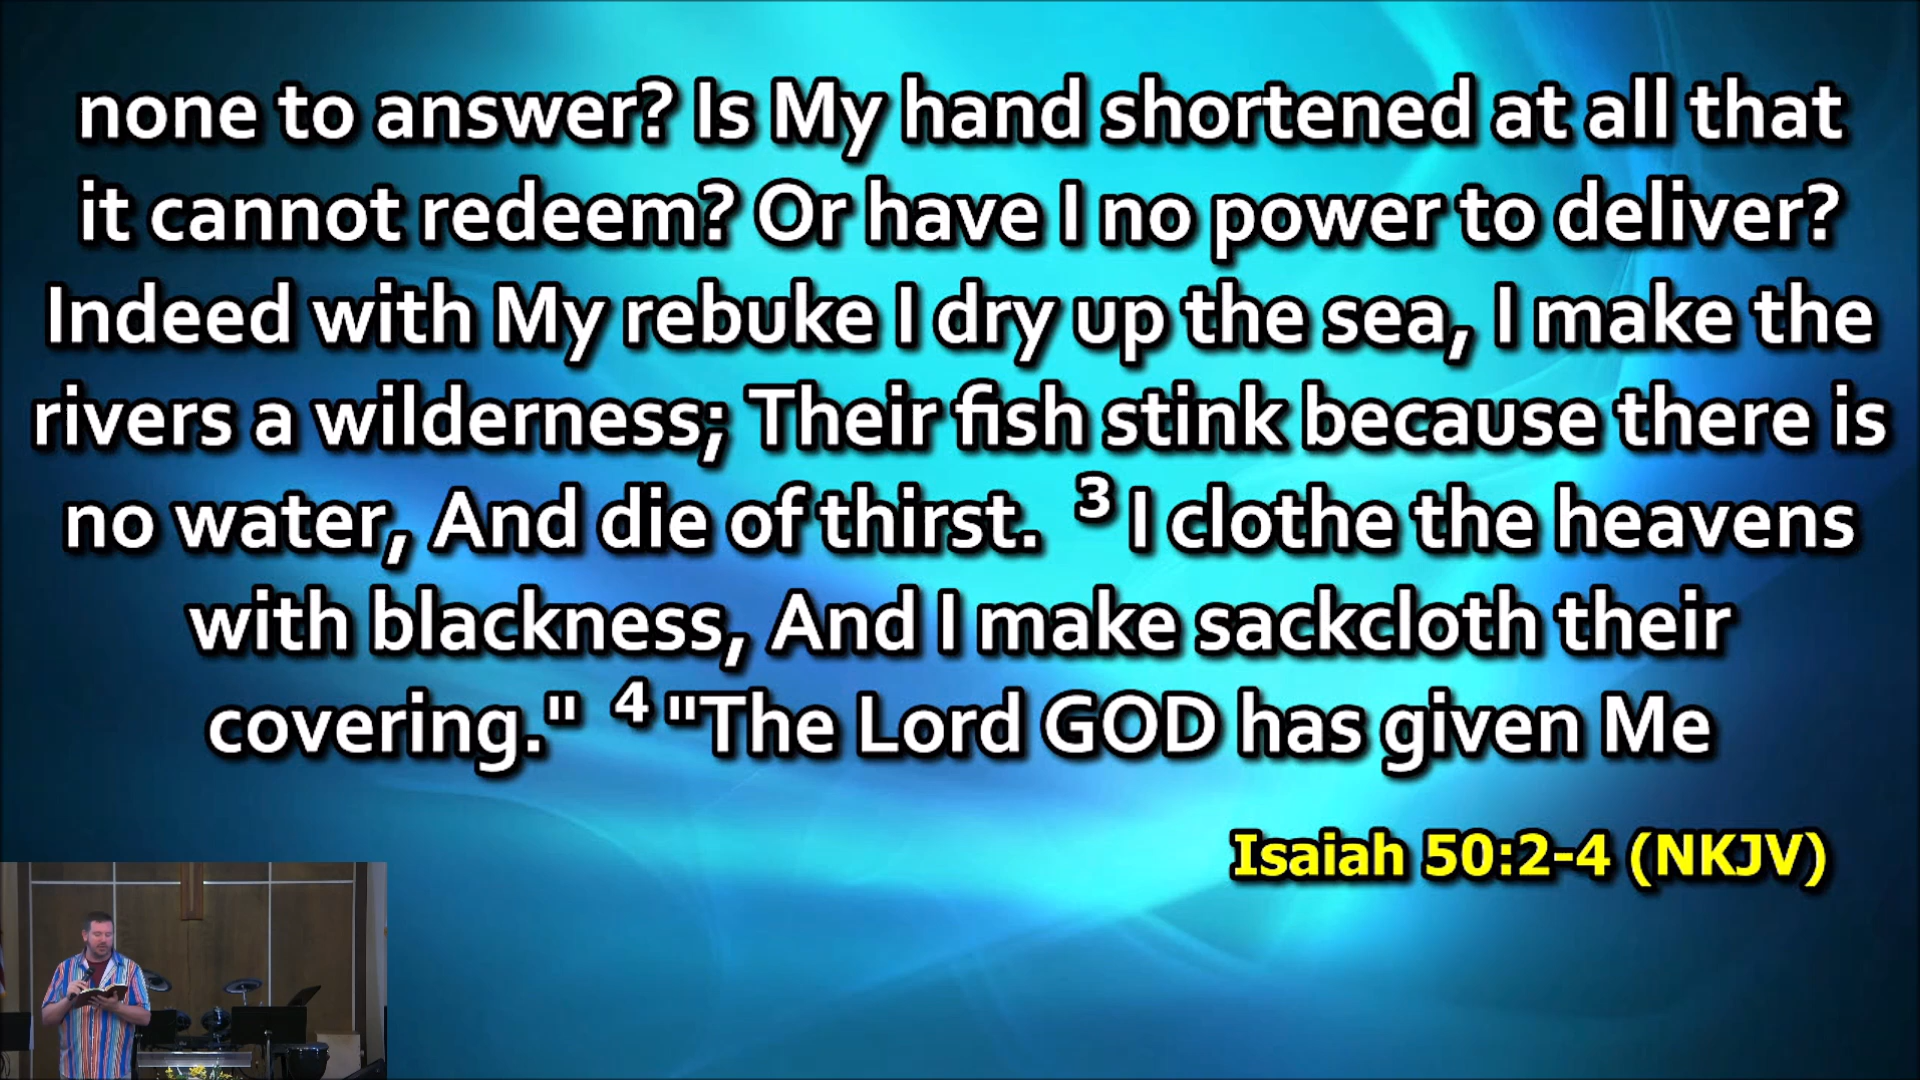 none to answer? Is My hand shortened at all that
it cannot redeem? Or have I no power to deliver?
Indeed with My rebuke I dry up the sea, I make the
rivers a wilderness; Their fish stink because there is
no water, And die of thirst. ³ I clothe the heavens
with blackness, And I make sackcloth their
covering." ⁴ "The Lord GOD has given Me
Isaiah 50:2-4 (NKJV)